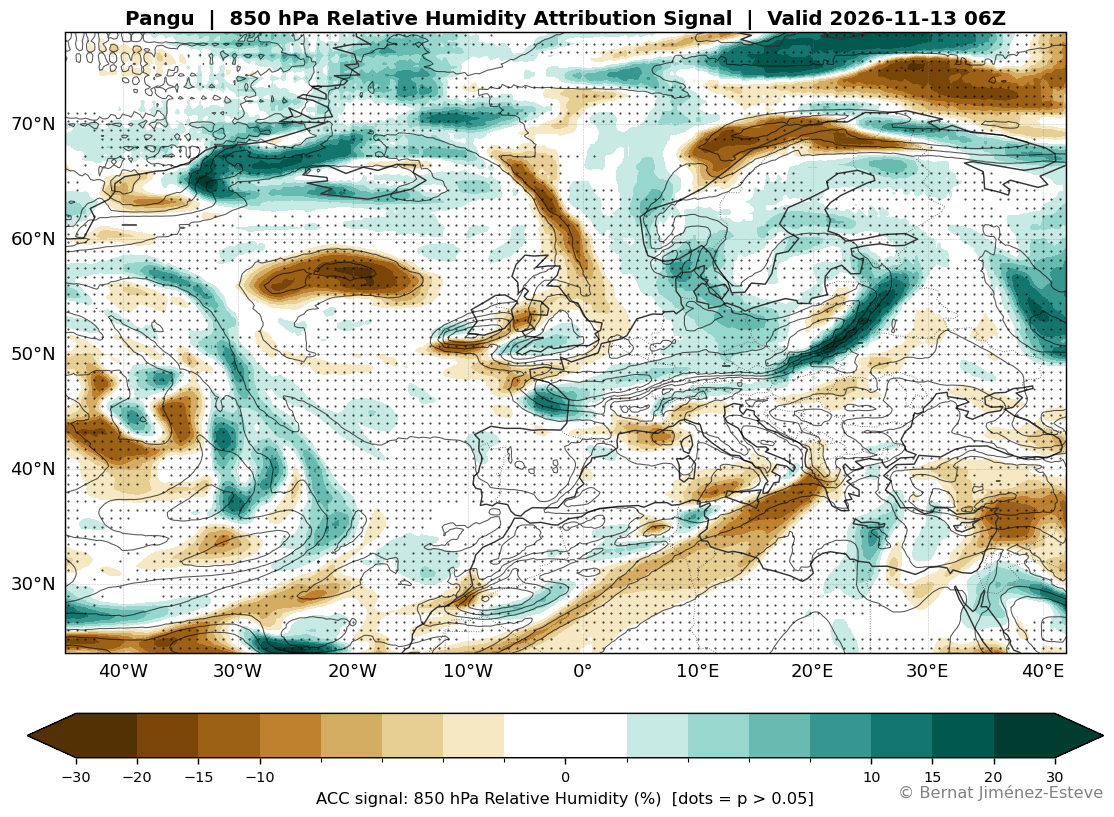 Pangu | 850 hPa Relative Humidity Attribution Signal | Valid 2026-11-13 06Z
70°N
60°N
50°N
40°N
30°N
40°W 30°W 20°W 10°W 0° 10°E 20°E 30°E 40°E
−30 −20 −15 −10 0 10 15 20 30
ACC signal: 850 hPa Relative Humidity (%) [dots = p > 0.05]
© Bernat Jiménez-Esteve